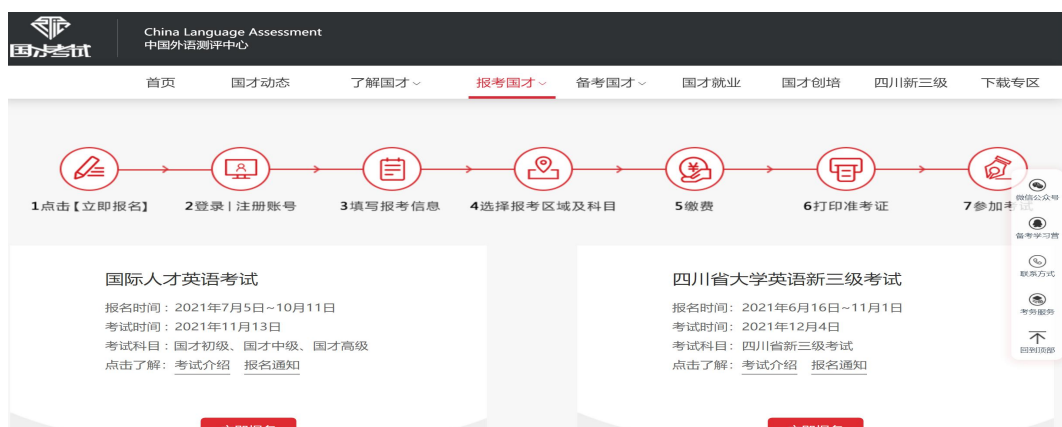 国才考试
China Language Assessment
中国外语测评中心
首页 国才动态 了解国才 报考国才 备考国才 国才就业 国才创培 四川新三级 下载专区
1点击【立即报名】 2登录 | 注册账号 3填写报考信息 4选择报考区域及科目 5缴费 6打印准考证 7参加考试
微信公众号
备考学习营
联系方式
考务服务
回到顶部
国际人才英语考试
报名时间：2021年7月5日~10月11日
考试时间：2021年11月13日
考试科目：国才初级、国才中级、国才高级
点击了解： 考试介绍 报名通知
四川省大学英语新三级考试
报名时间： 2021年6月16日~11月1日
考试时间： 2021年12月4日
考试科目： 四川省新三级考试
点击了解： 考试介绍 报名通知